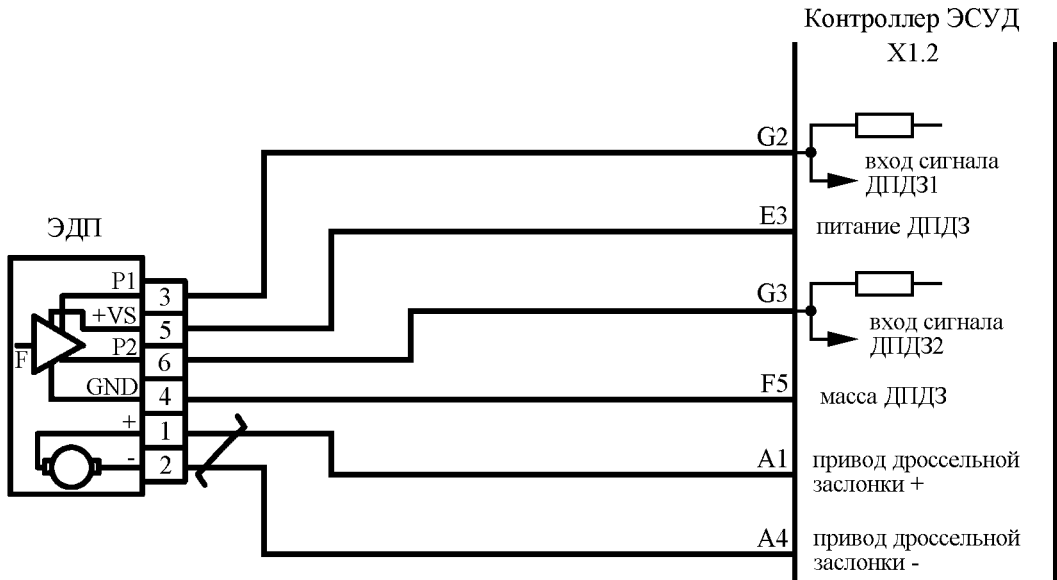 Контроллер ЭСУД
X1.2
G2
вход сигнала
ДПДЗ1
E3
питание ДПДЗ
ЭДП
P1
3
G3
+VS
5
вход сигнала
ДПДЗ2
F
P2
6
GND
4
F5
масса ДПДЗ
+
1
-
2
A1
привод дроссельной
заслонки +
A4
привод дроссельной
заслонки -